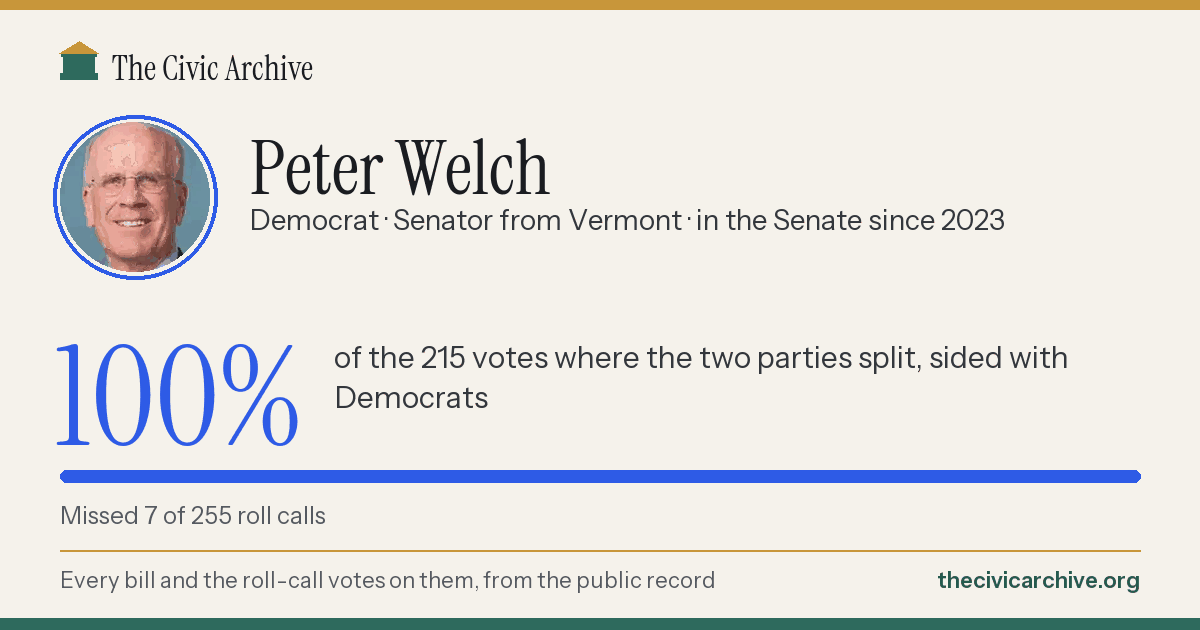 The Civic Archive
Peter Welch
Democrat · Senator from Vermont · in the Senate since 2023
100%
of the 215 votes where the two parties split, sided with
Democrats
Missed 7 of 255 roll calls
Every bill and the roll-call votes on them, from the public record
thecivicarchive.org